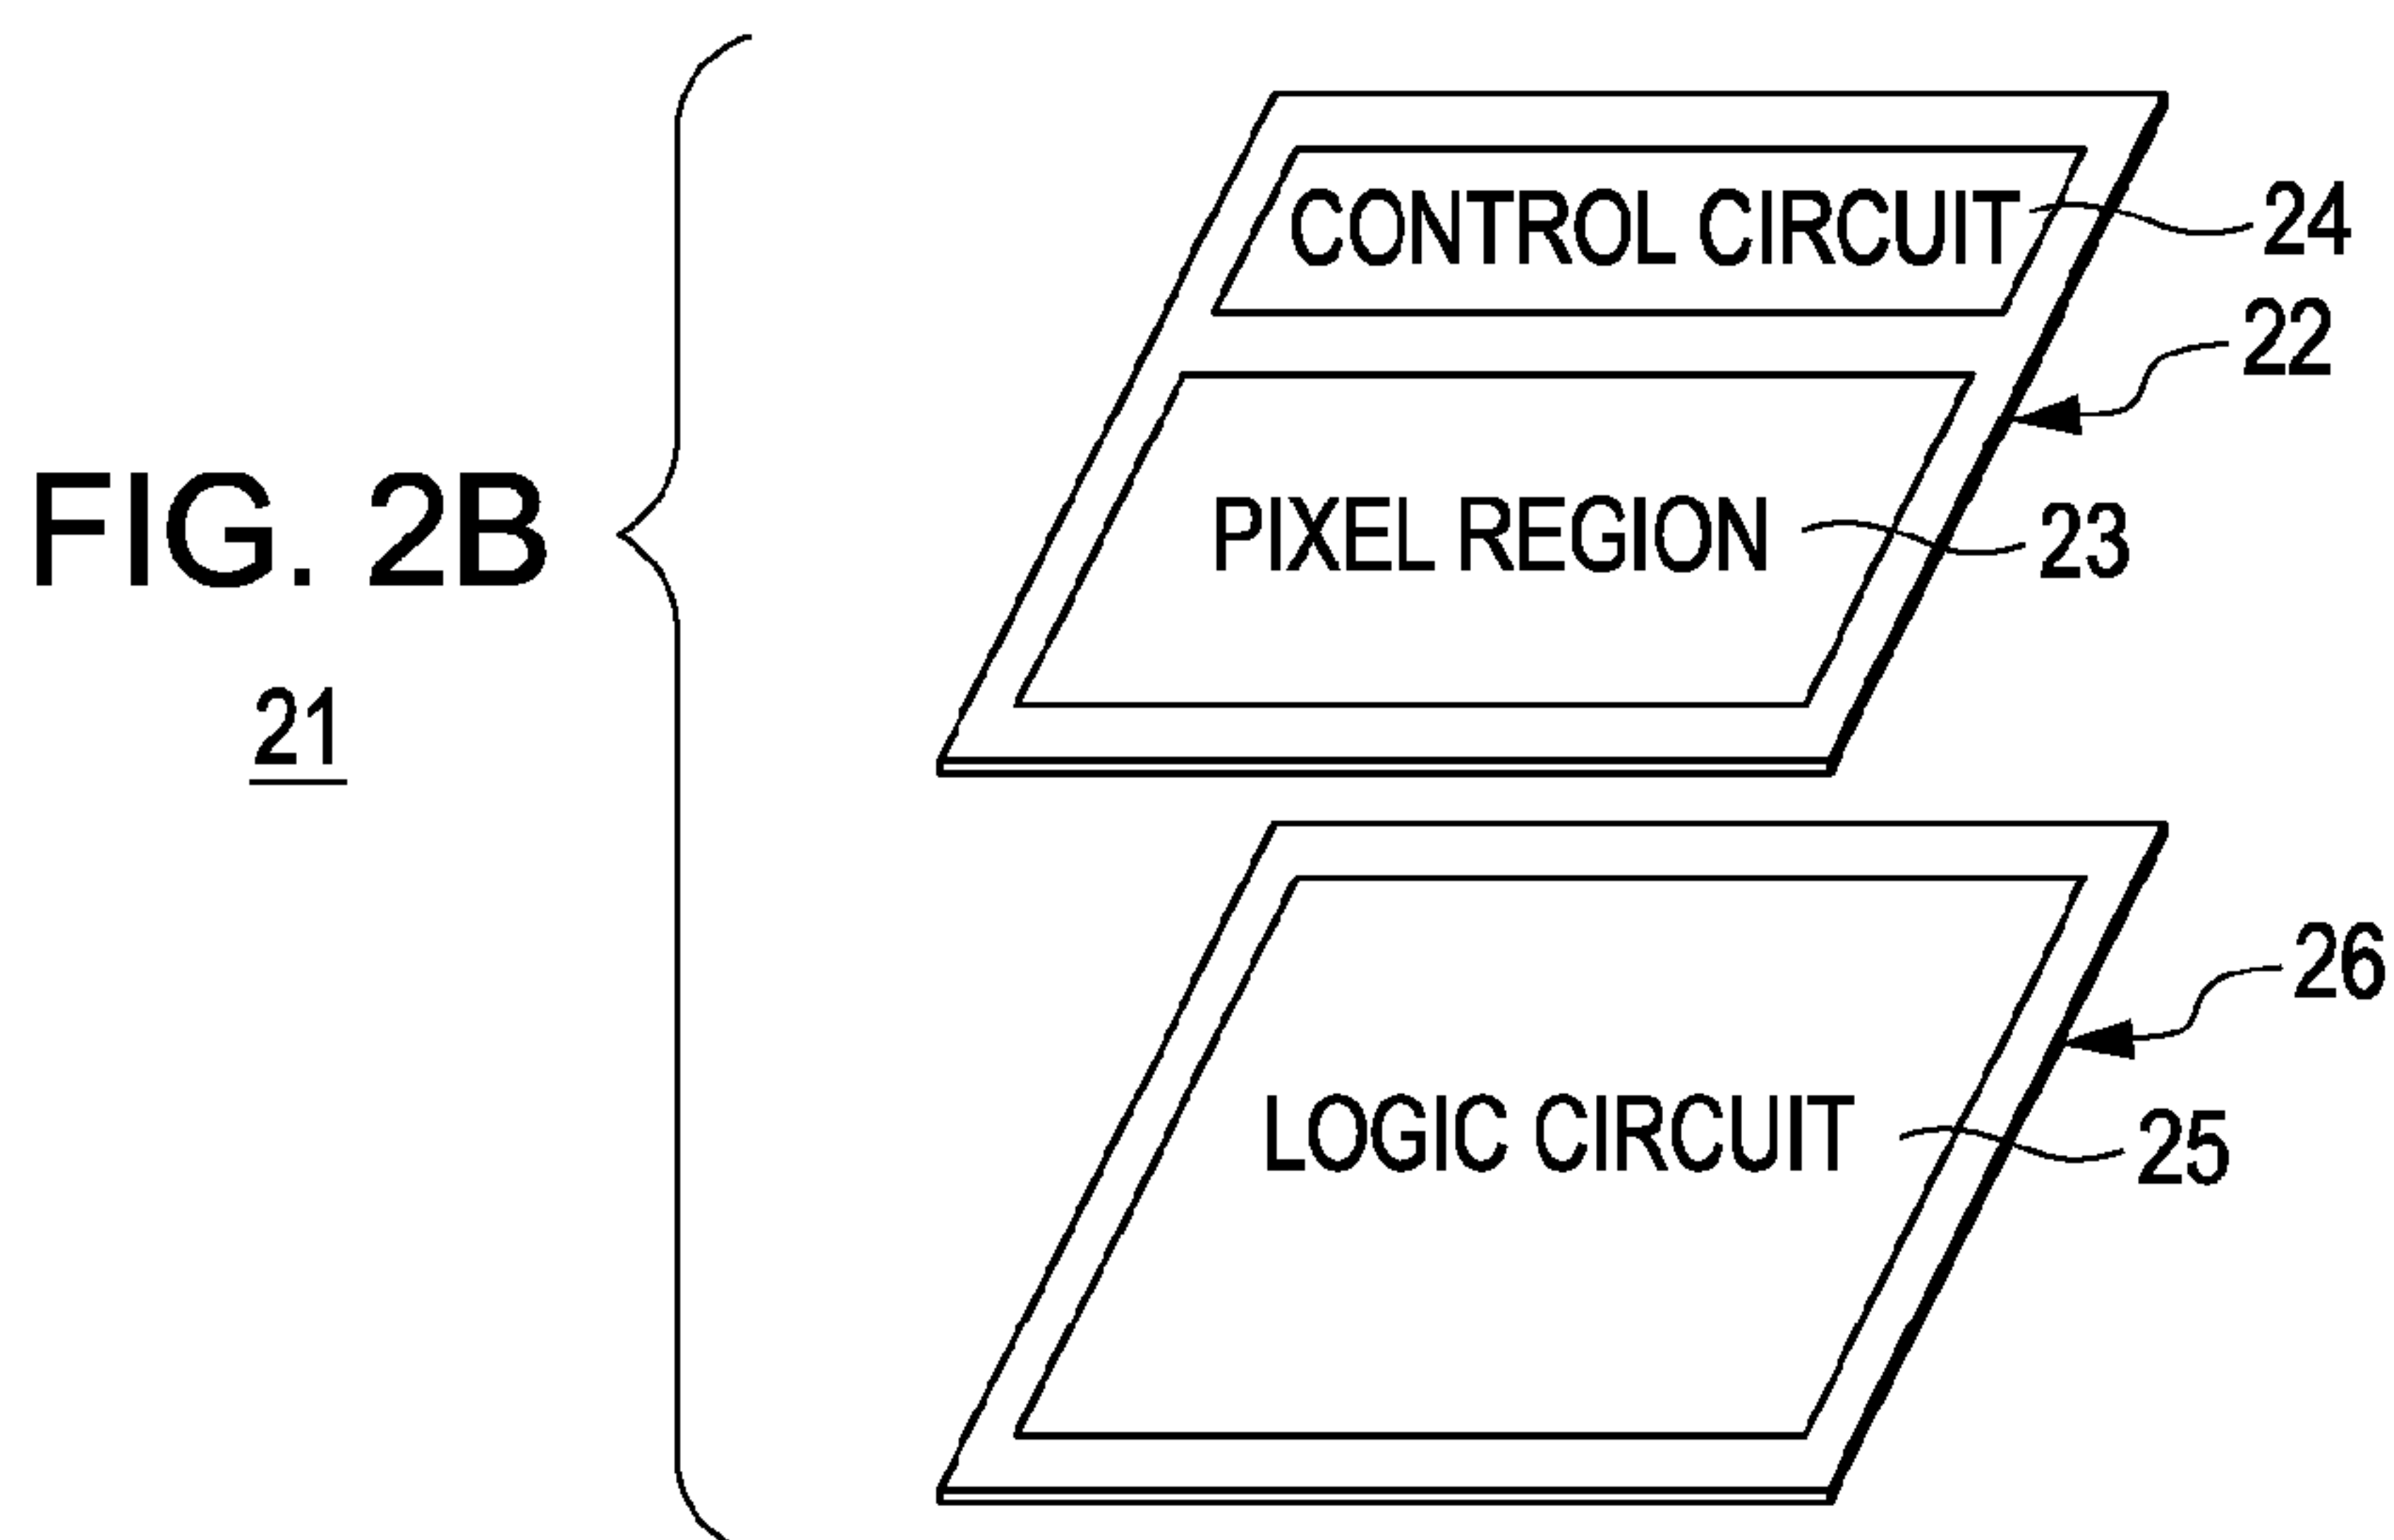 FIG. 2B
21
CONTROL CIRCUIT
24
22
PIXEL REGION
23
26
LOGIC CIRCUIT
25